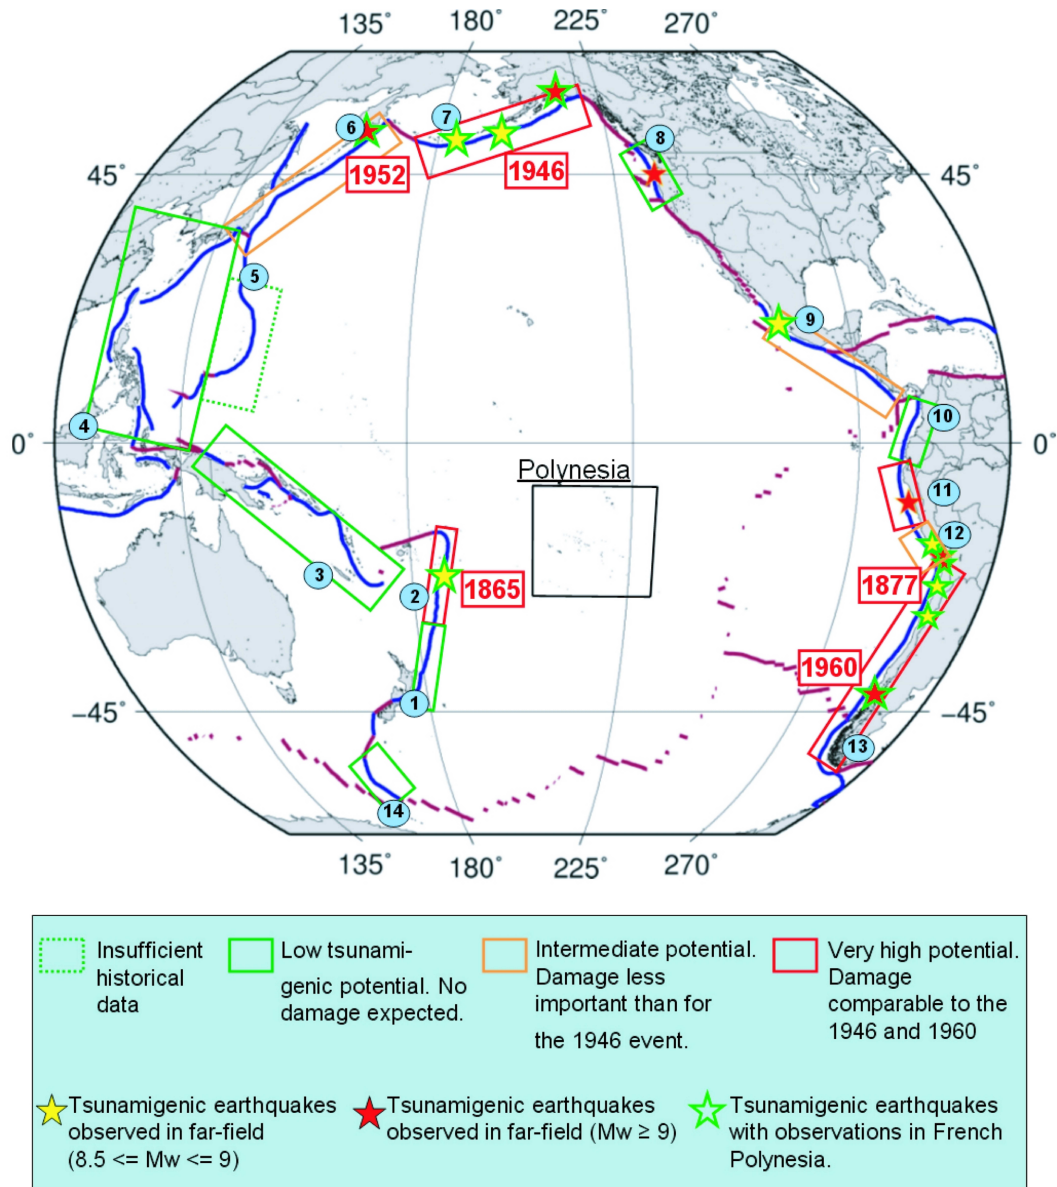 135° 180° 225° 270°
7
6
8
1952
1946
45° 45°
5
9
4
10
0° 0°
Polynesia
11
12
3
2
1865
1877
1960
1
−45° −45°
13
14
135° 180° 225° 270°
Insufficient
historical
data
Low tsunami-
genic potential. No
damage expected.
Intermediate potential.
Damage less
important than for
the 1946 event.
Very high potential.
Damage
comparable to the
1946 and 1960
Tsunamigenic earthquakes
observed in far-field
(8.5 <= Mw <= 9)
Tsunamigenic earthquakes
observed in far-field (Mw ≥ 9)
Tsunamigenic earthquakes
with observations in French
Polynesia.